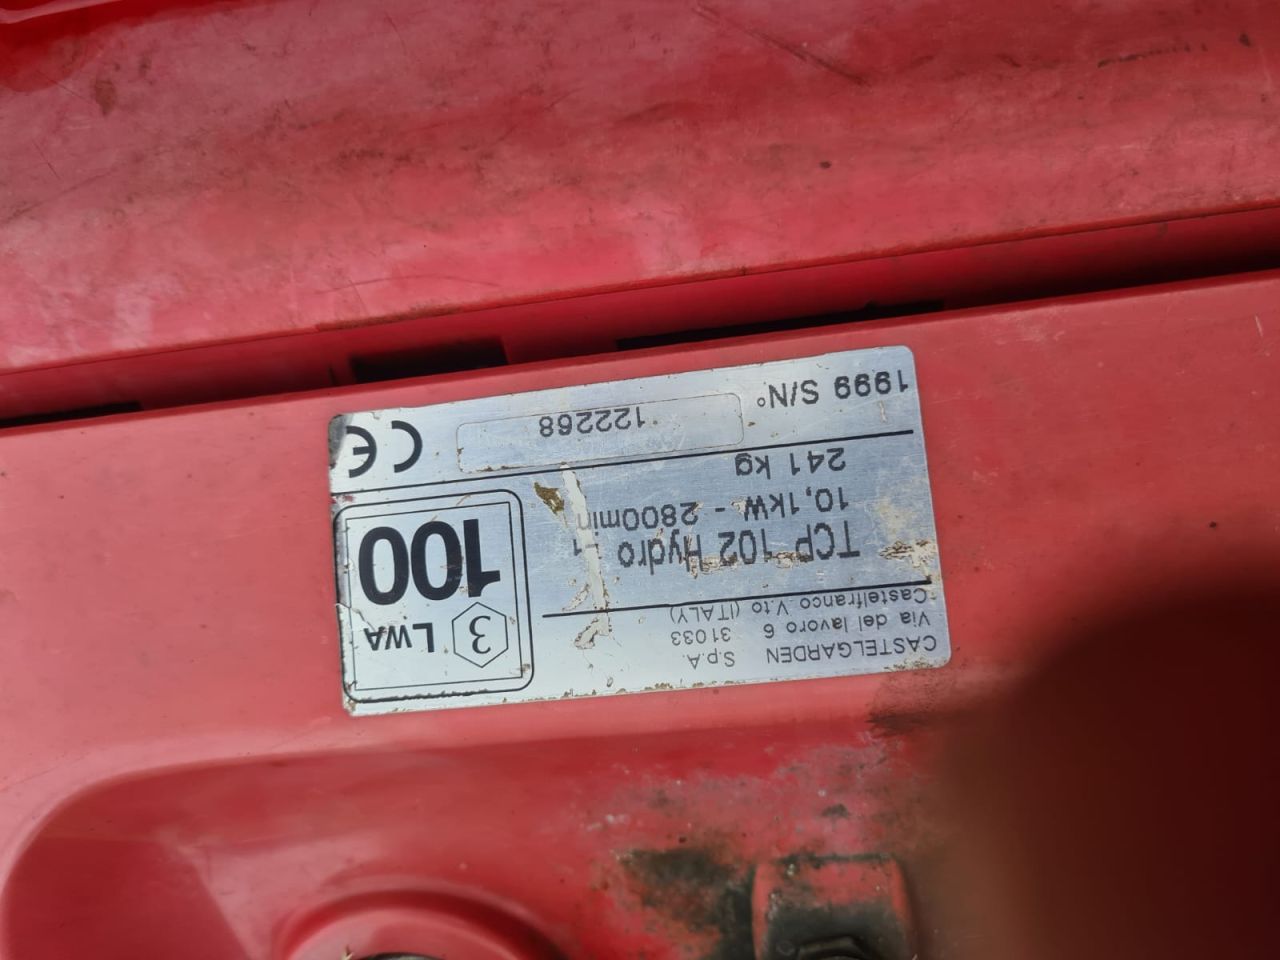 CASTELGARDEN S.p.A.
Via del lavoro 6 31033
Castelfranco V.to (ITALY)
3 LWA
100
TCP 102 Hydro
10,1kW - 2800min-1
241 kg
1999 S/N° 122268 CE